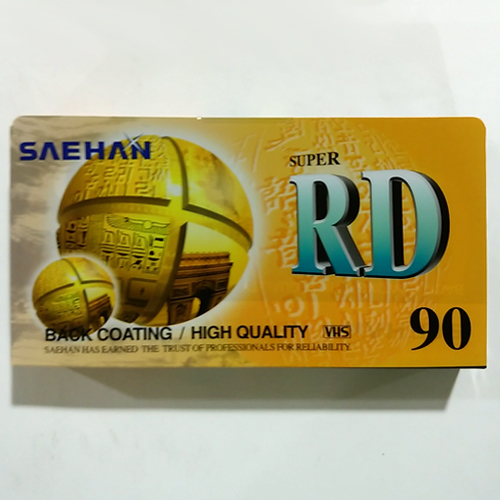 SAEHAN
SUPER
RD
BACK COATING / HIGH QUALITY VHS
90
SAEHAN HAS EARNED THE TRUST OF PROFESSIONALS FOR RELIABILITY.